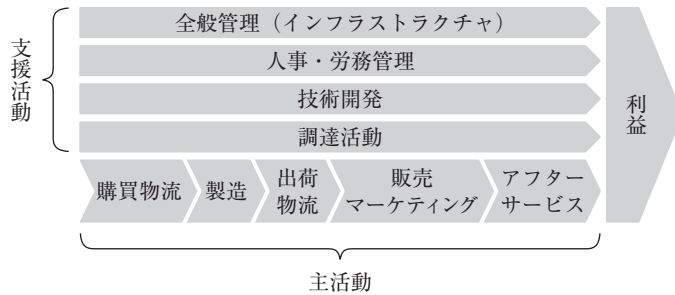 全般管理（インフラストラクチャ）
人事・労務管理
技術開発
調達活動
支援活動
購買物流
製造
出荷
物流
販売
マーケティング
アフター
サービス
利益
主活動